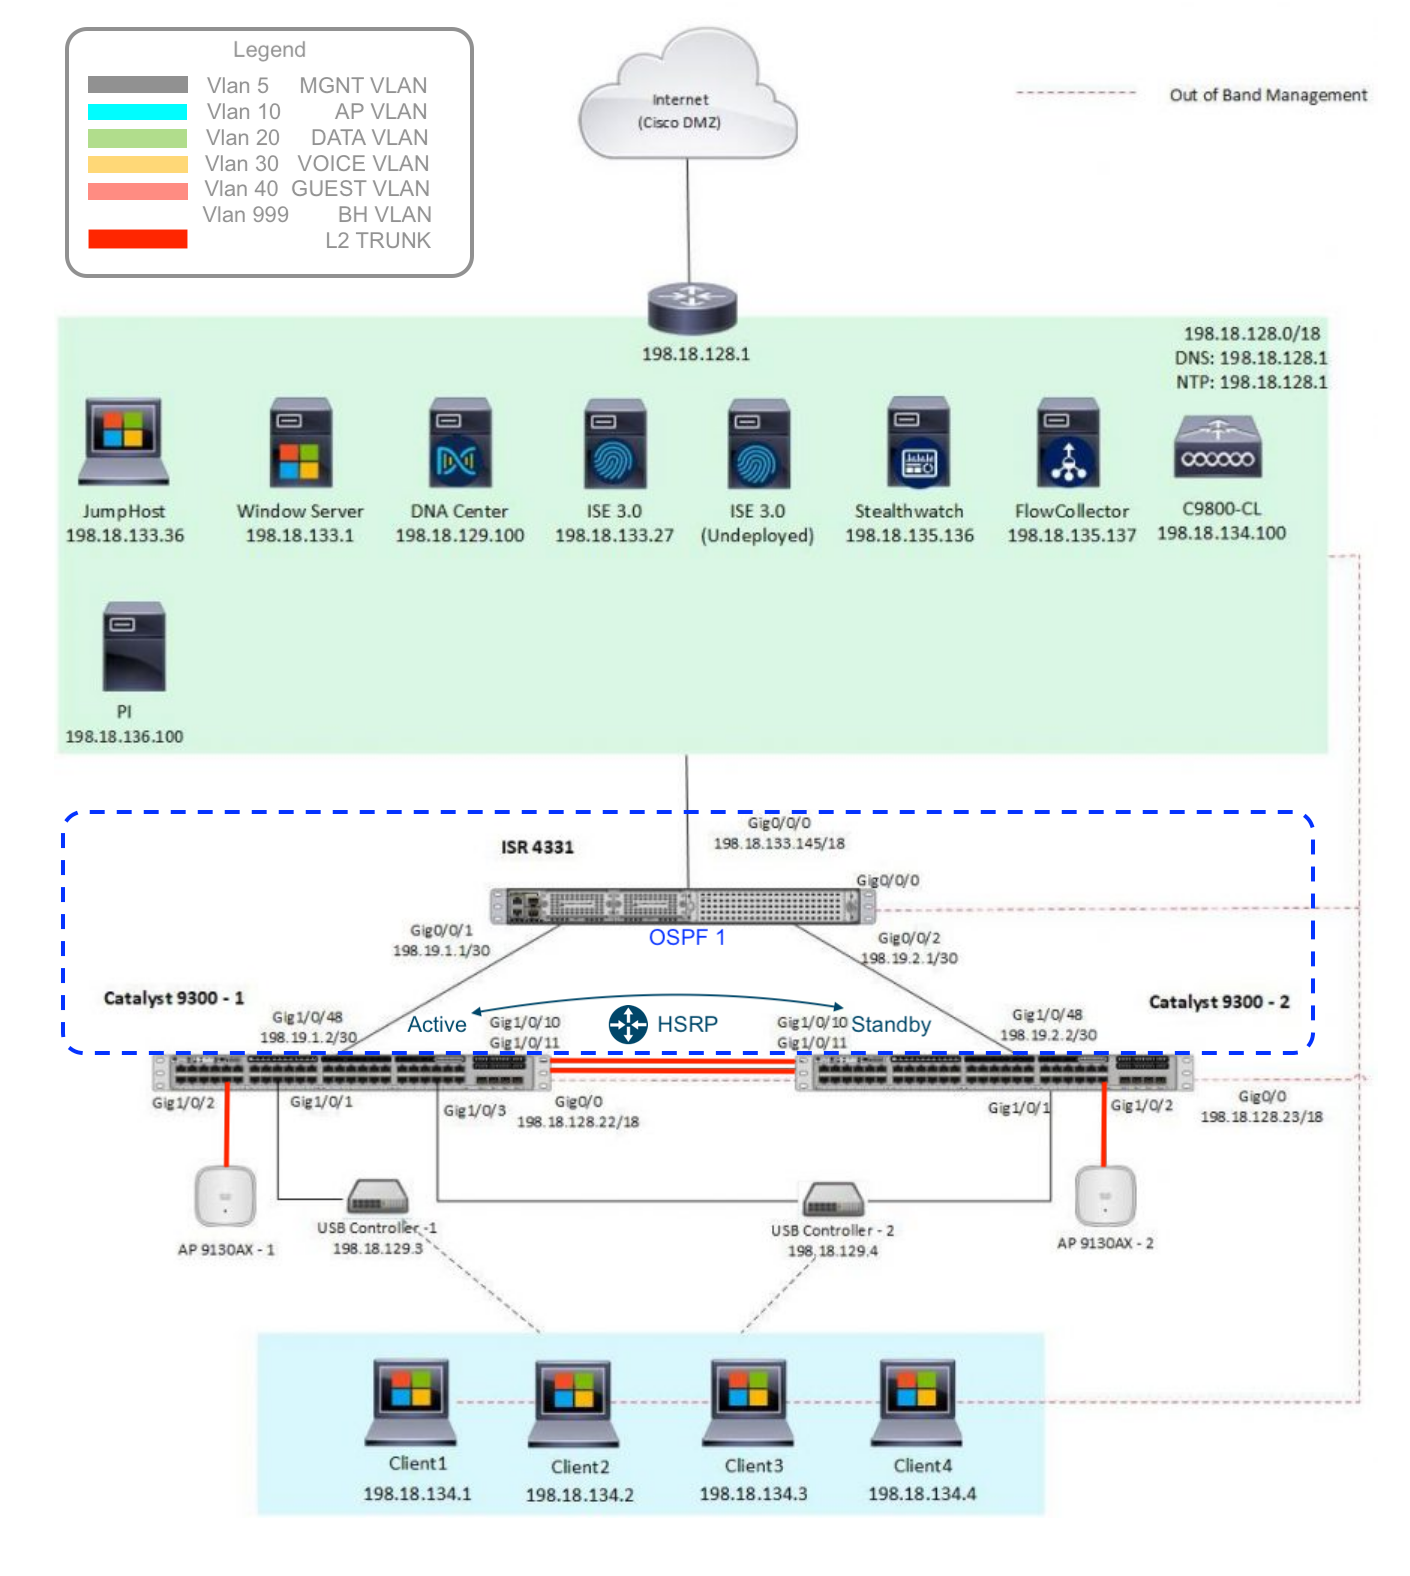 Legend
Vlan 5 MGNT VLAN
Vlan 10 AP VLAN
Vlan 20 DATA VLAN
Vlan 30 VOICE VLAN
Vlan 40 GUEST VLAN
Vlan 999 BH VLAN
L2 TRUNK
Internet
(Cisco DMZ)
Out of Band Management
198.18.128.1
198.18.128.0/18
DNS: 198.18.128.1
NTP: 198.18.128.1
JumpHost
198.18.133.36
Window Server
198.18.133.1
DNA Center
198.18.129.100
ISE 3.0
198.18.133.27
ISE 3.0
(Undeployed)
Stealthwatch
198.18.135.136
FlowCollector
198.18.135.137
C9800-CL
198.18.134.100
PI
198.18.136.100
Gig0/0/0
198.18.133.145/18
ISR 4331
Gig0/0/0
OSPF 1
Gig0/0/1
198.19.1.1/30
Gig0/0/2
198.19.2.1/30
Catalyst 9300 - 1
Catalyst 9300 - 2
Gig1/0/48
198.19.1.2/30
Active
Gig1/0/10
Gig1/0/11
HSRP
Gig1/0/10
Gig1/0/11
Standby
Gig1/0/48
198.19.2.2/30
Gig1/0/2
Gig1/0/1
Gig1/0/3
Gig0/0
198.18.128.22/18
Gig1/0/1
Gig1/0/2
Gig0/0
198.18.128.23/18
AP 9130AX - 1
USB Controller -1
198.18.129.3
USB Controller - 2
198.18.129.4
AP 9130AX - 2
Client1
198.18.134.1
Client2
198.18.134.2
Client3
198.18.134.3
Client4
198.18.134.4